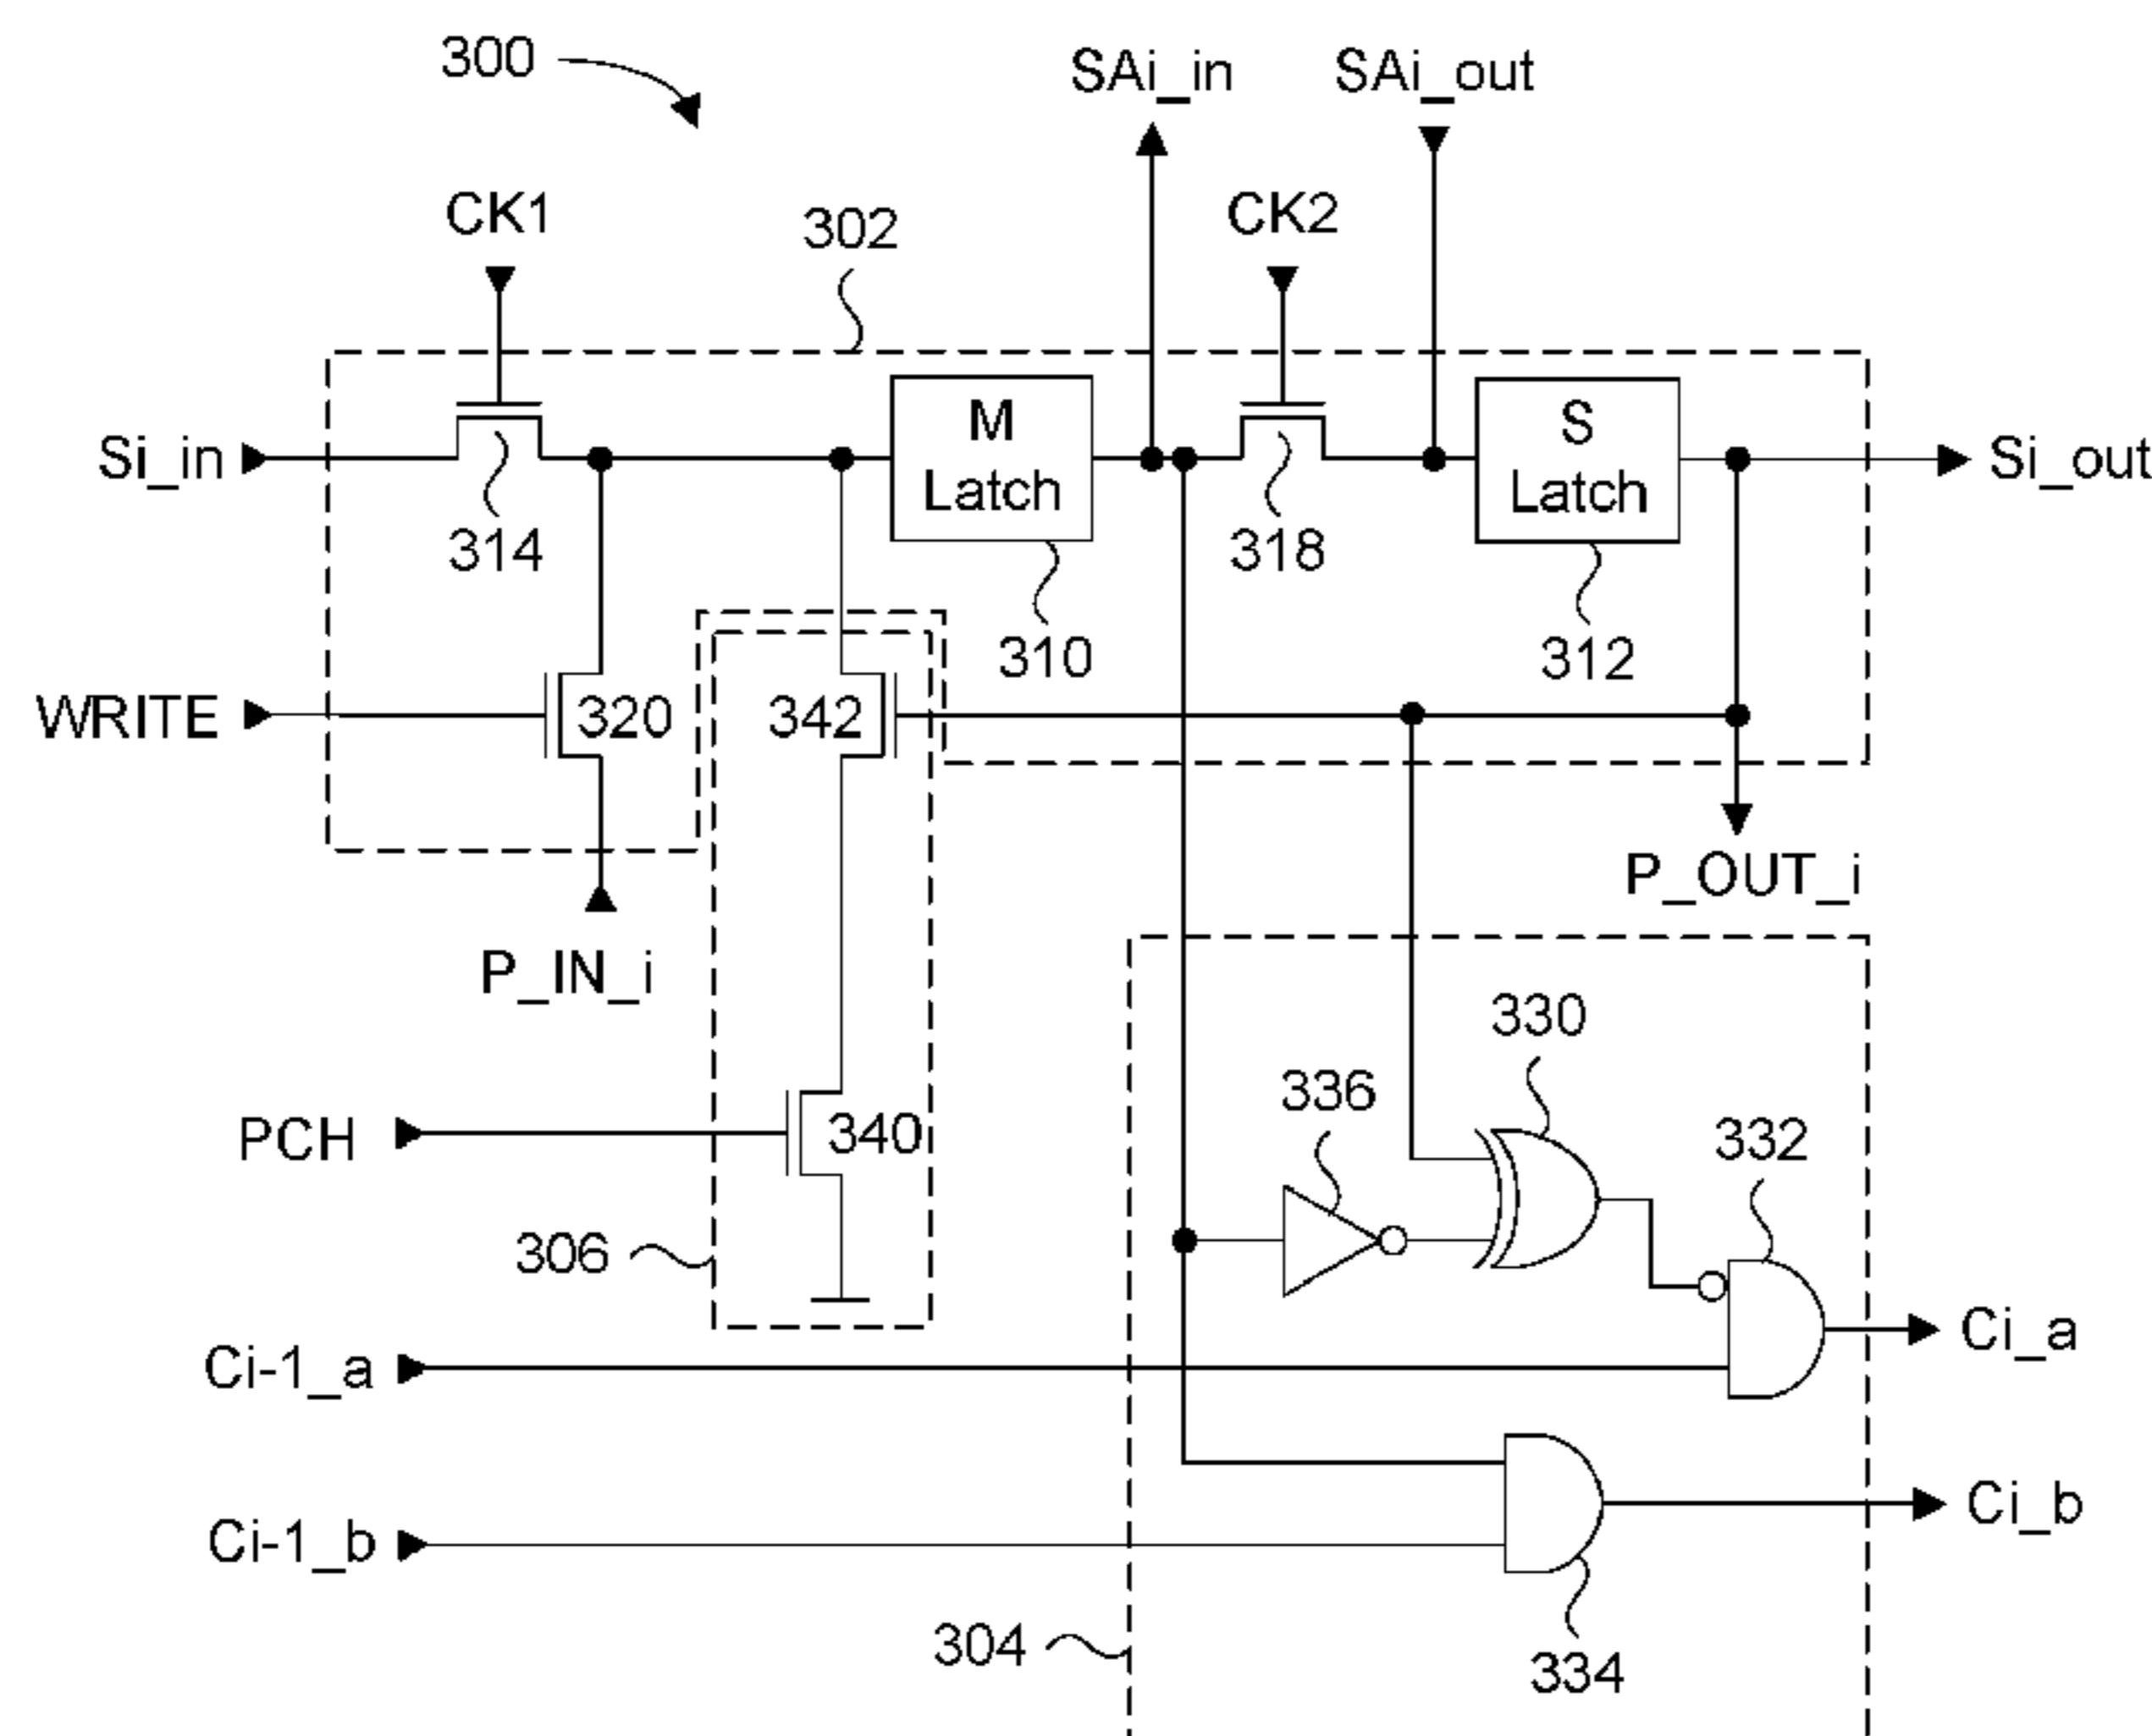 300
SAi_in
SAi_out
CK1
302
CK2
M
Latch
S
Latch
Si_in
Si_out
314
318
310
312
WRITE
320
342
P_OUT_i
P_IN_i
330
336
332
PCH
340
306
Ci-1_a
Ci_a
Ci-1_b
Ci_b
304
334